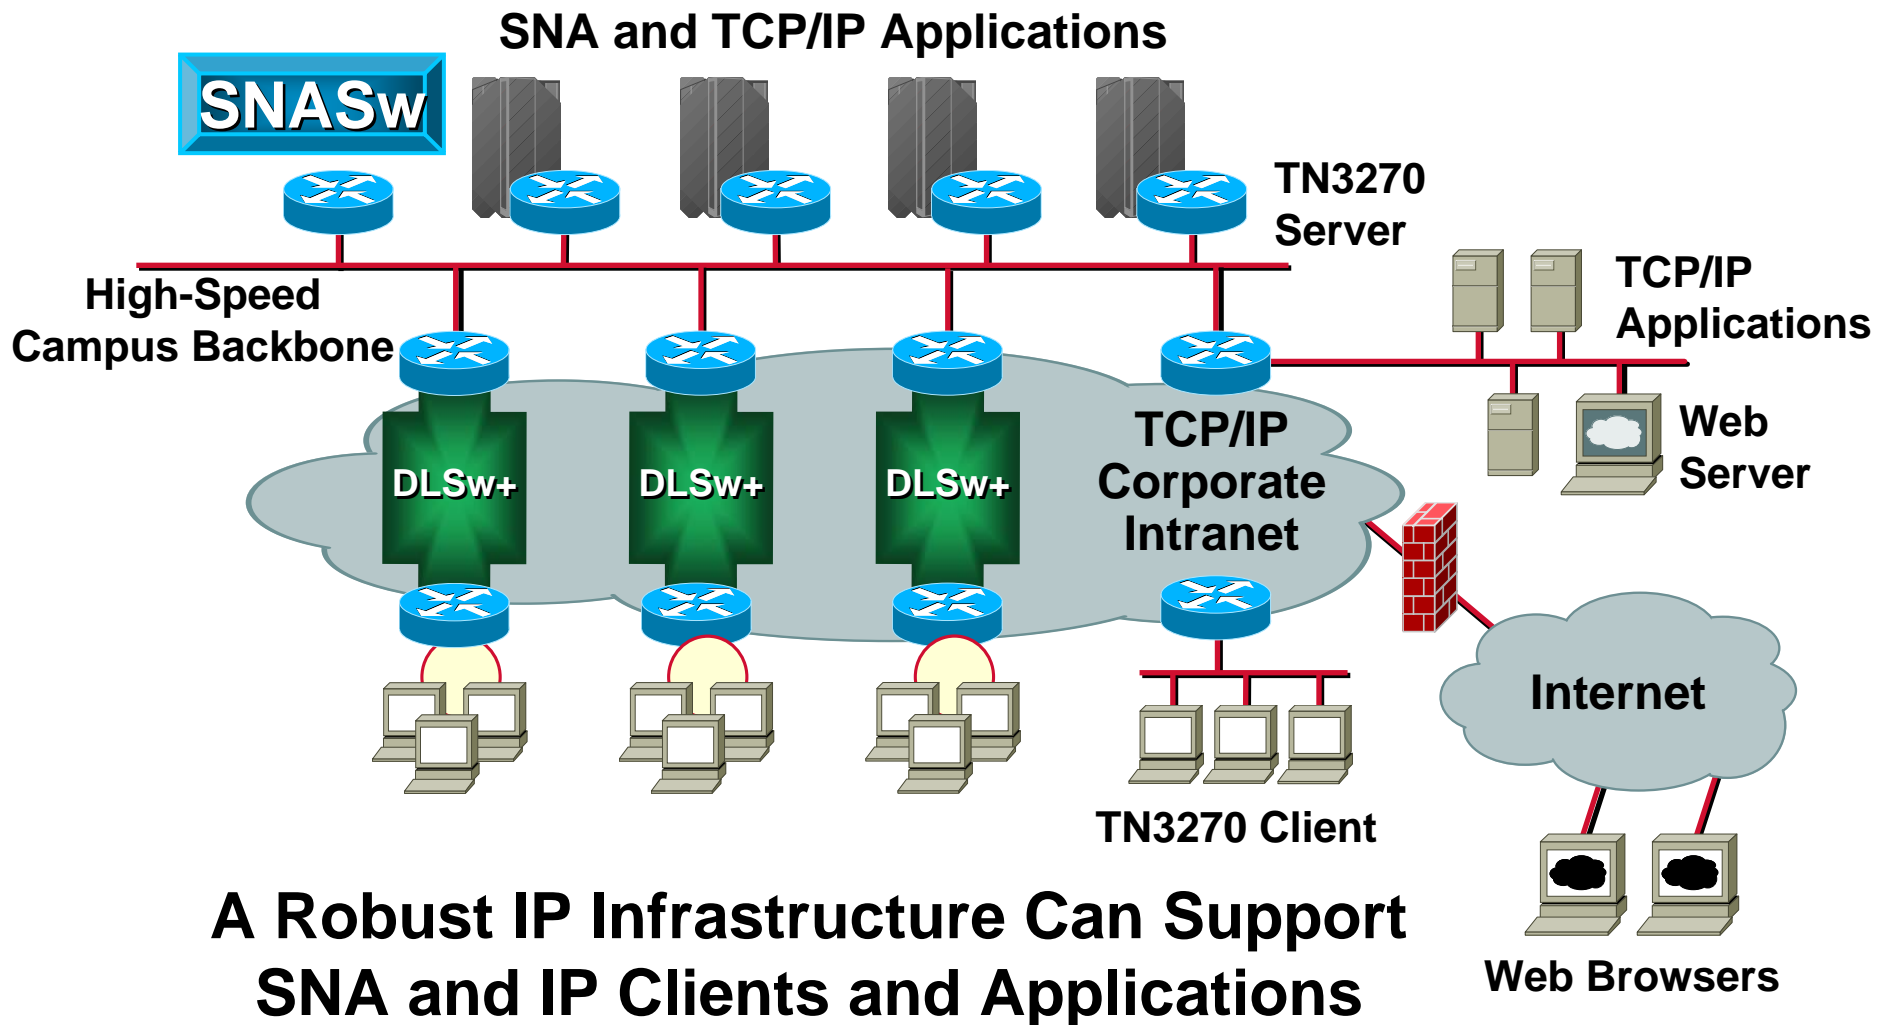 SNA and TCP/IP Applications
SNASw
TN3270
Server
High-Speed
Campus Backbone
TCP/IP
Applications
Web
Server
DLSw+
DLSw+
DLSw+
TCP/IP
Corporate
Intranet
Internet
TN3270 Client
Web Browsers
A Robust IP Infrastructure Can Support
SNA and IP Clients and Applications